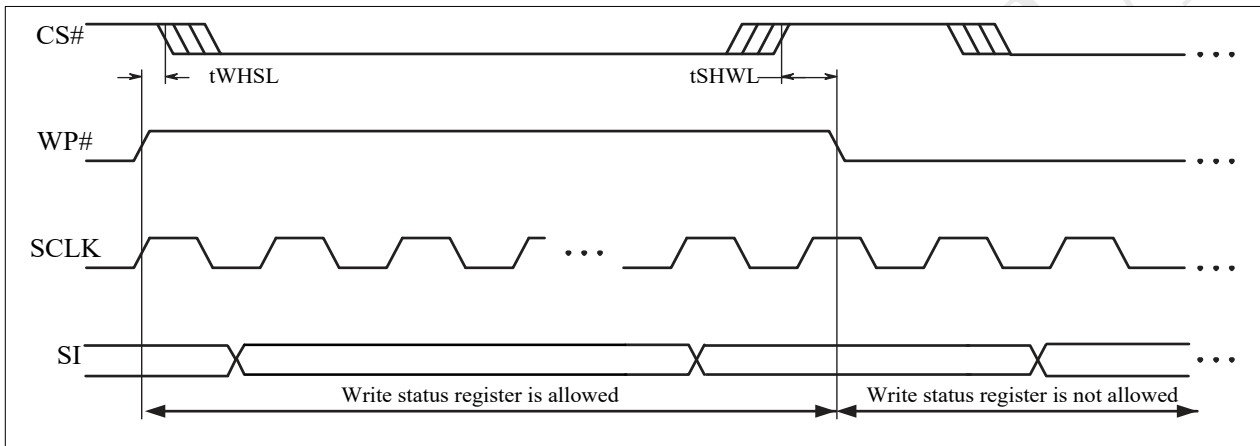 CS#
tWHSL
tSHWL
WP#
SCLK
SI
Write status register is allowed
Write status register is not allowed